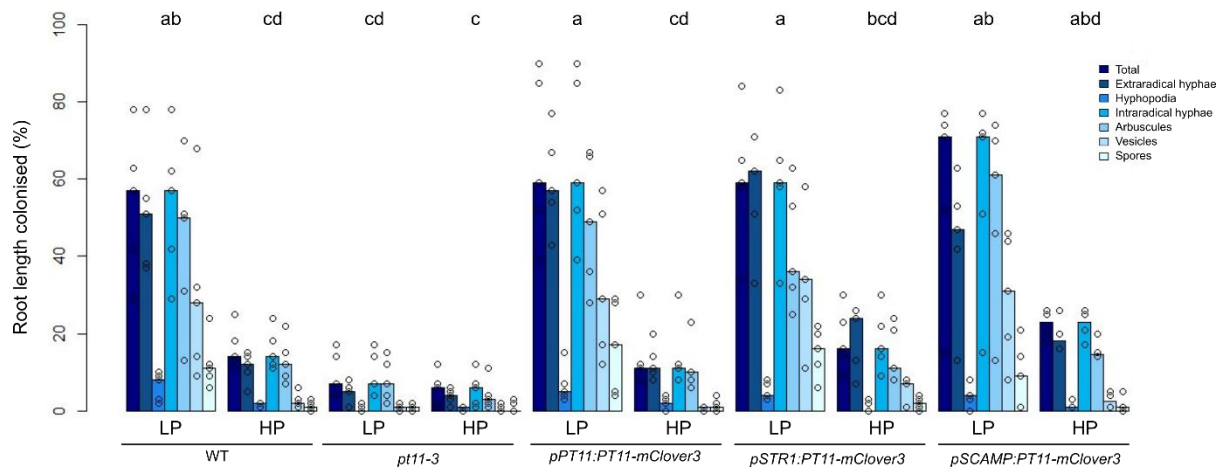 ab cd cd c a cd a bcd ab abd
100
80
60
40
20
0
Root length colonised (%)
Total
Extraradical hyphae
Hyphopodia
Intraradical hyphae
Arbuscules
Vesicles
Spores
LP HP LP HP LP HP LP HP LP HP
WT pt11-3 pPT11:PT11-mClover3 pSTR1:PT11-mClover3 pSCAMP:PT11-mClover3